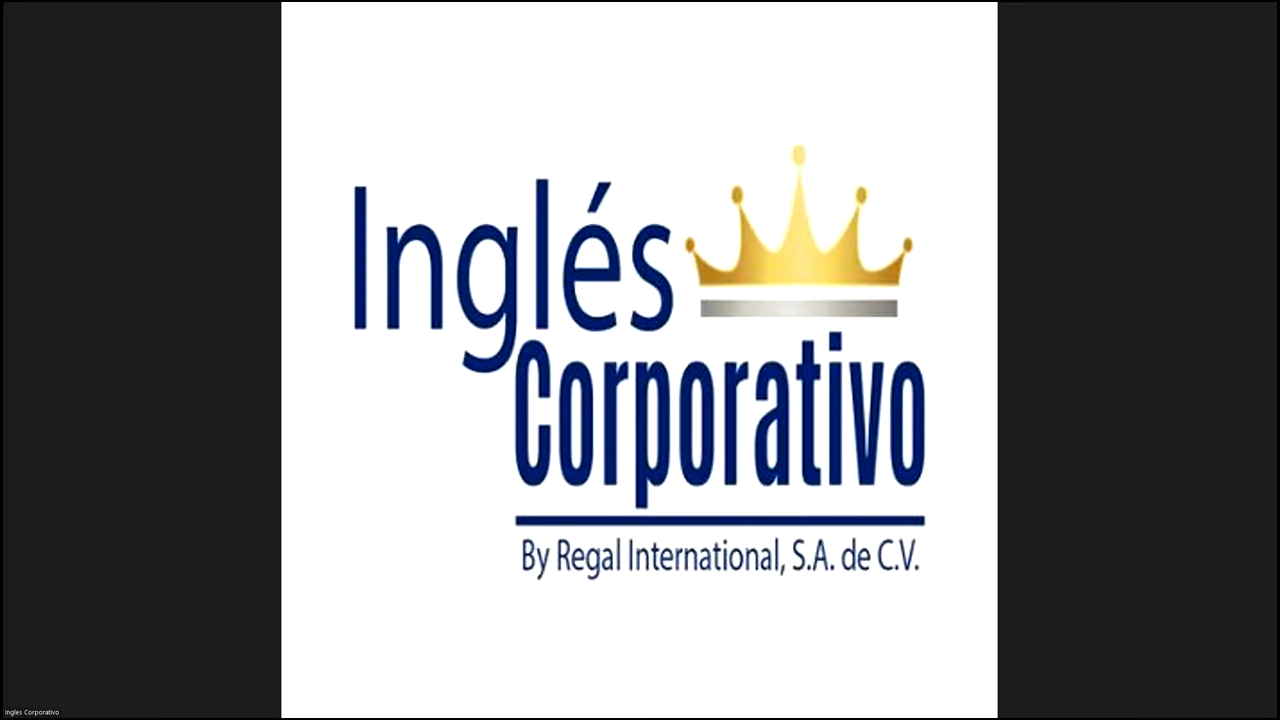 Inglés
Corporativo
By Regal International, S.A. de C.V.
Ingles Corporativo